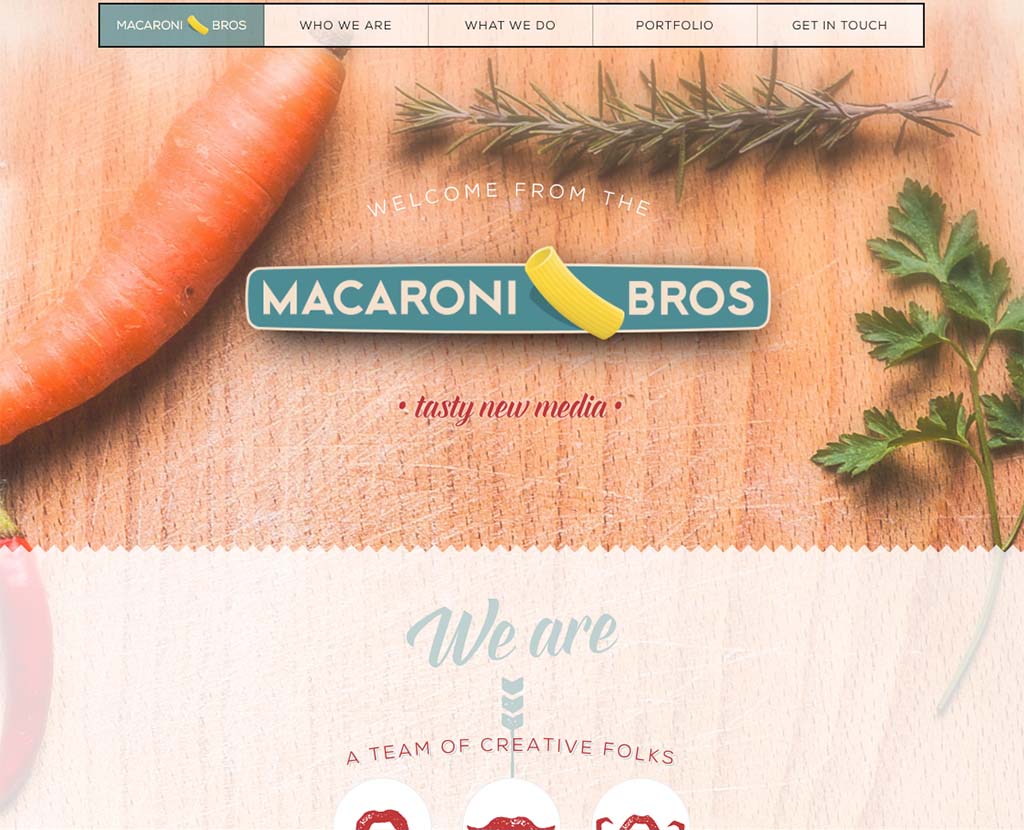 MACARONI BROS
WHO WE ARE
WHAT WE DO
PORTFOLIO
GET IN TOUCH
WELCOME FROM THE
MACARONI BROS
• tasty new media •
We are
A TEAM OF CREATIVE FOLKS